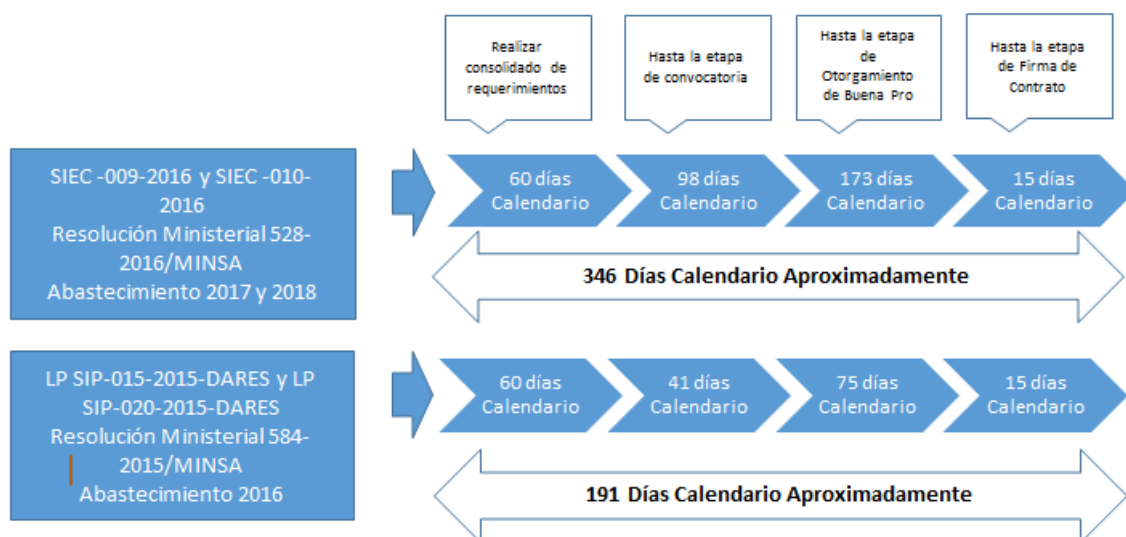 Realizar
consolidado de
requerimientos
Hasta la etapa
de convocatoria
Hasta la etapa
de
Otorgamiento
de Buena Pro
Hasta la etapa
de Firma de
Contrato
SIEC -009-2016 y SIEC -010-
2016
Resolución Ministerial 528-
2016/MINSA
Abastecimiento 2017 y 2018
60 días
Calendario
98 días
Calendario
173 días
Calendario
15 días
Calendario
346 Días Calendario Aproximadamente
LP SIP-015-2015-DARES y LP
SIP-020-2015-DARES
Resolución Ministerial 584-
2015/MINSA
Abastecimiento 2016
60 días
Calendario
41 días
Calendario
75 días
Calendario
15 días
Calendario
191 Días Calendario Aproximadamente